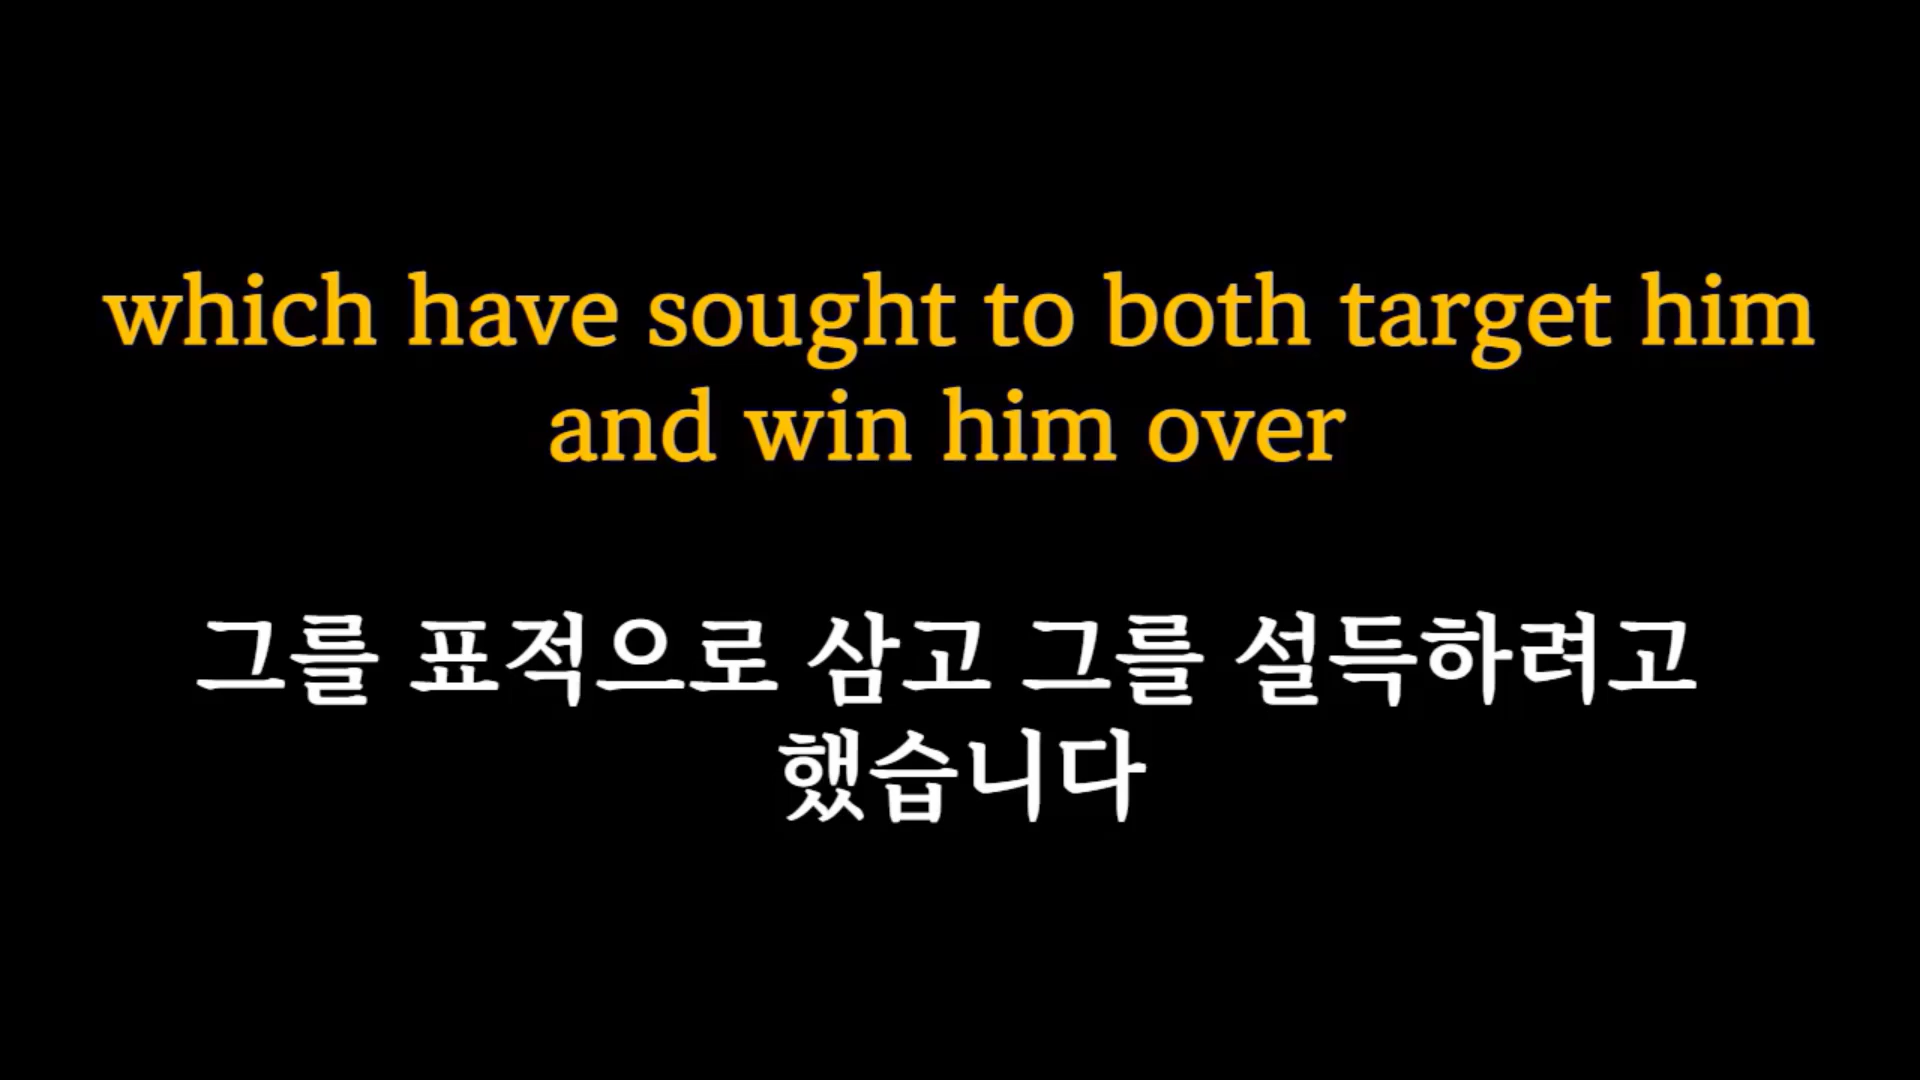 which have sought to both target him
and win him over
그를 표적으로 삼고 그를 설득하려고
했습니다